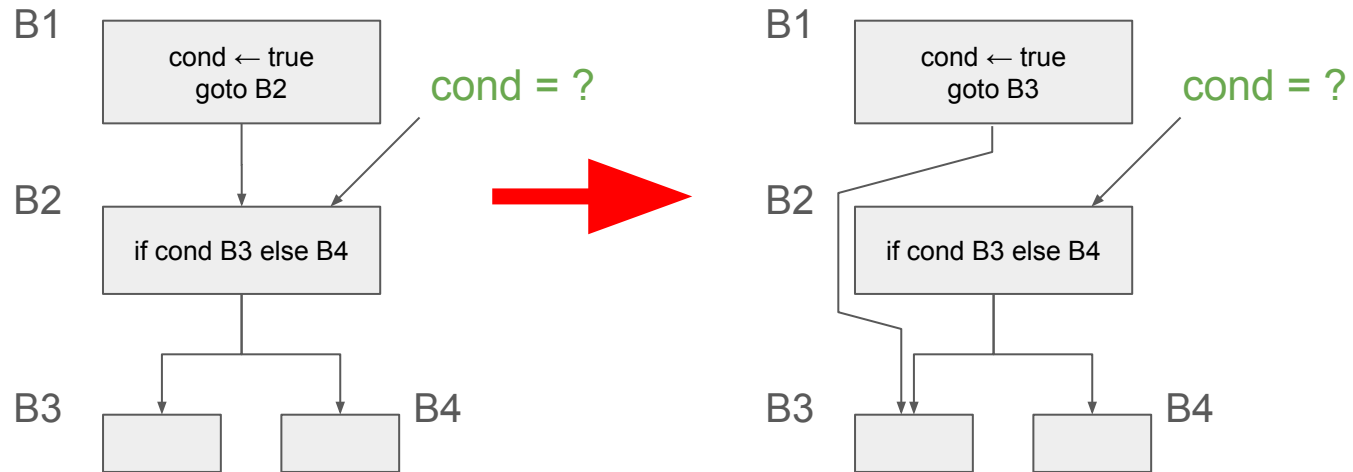 B1
cond ← true
goto B2
cond = ?
B2
if cond B3 else B4
B3
B4
B1
cond ← true
goto B3
cond = ?
B2
if cond B3 else B4
B3
B4